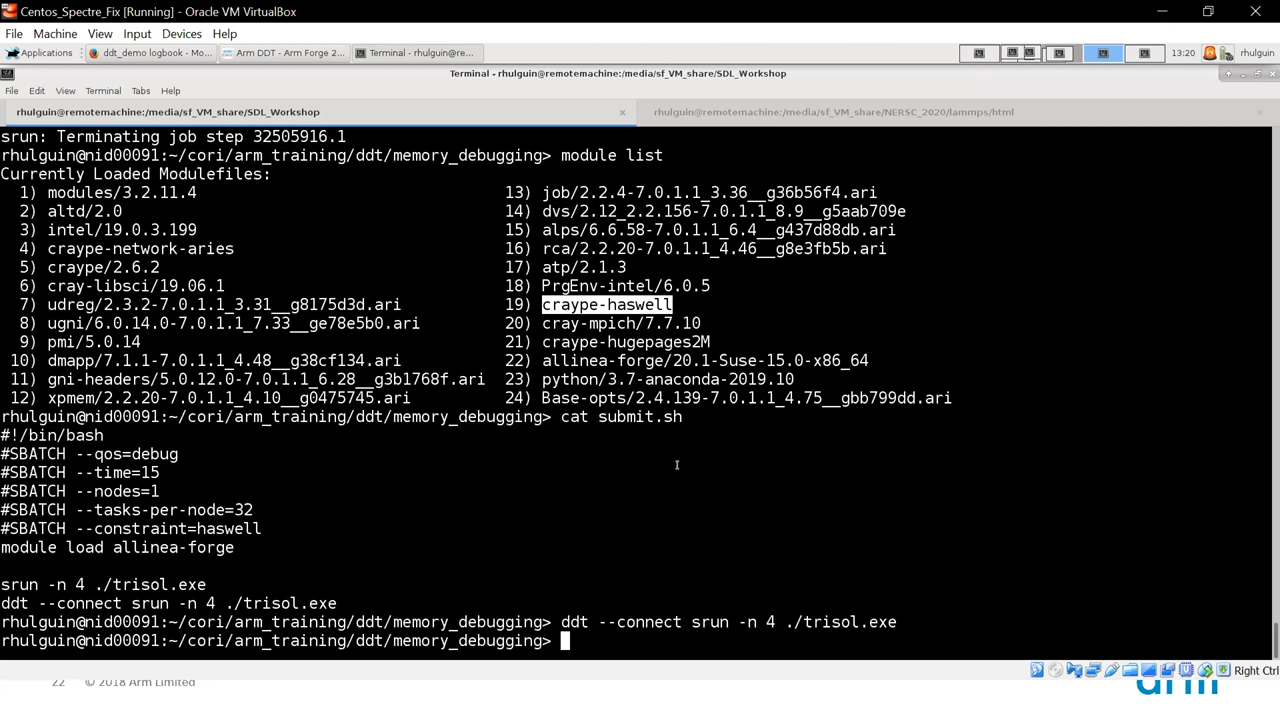 Centos_Spectre_Fix [Running] - Oracle VM VirtualBox
File Machine View Input Devices Help
Applications ddt_demo logbook - Mo... Arm DDT - Arm Forge 2... Terminal - rhulguin@re... 13:20 rhulguin
Terminal - rhulguin@remotemachine:/media/sf_VM_share/SDL_Workshop
File Edit View Terminal Tabs Help
rhulguin@remotemachine:/media/sf_VM_share/SDL_Workshop rhulguin@remotemachine:/media/sf_VM_share/NERSC_2020/lammps/html
srun: Terminating job step 32505916.1
rhulguin@nid00091:~/cori/arm_training/ddt/memory_debugging> module list
Currently Loaded Modulefiles:
1) modules/3.2.11.4 13) job/2.2.4-7.0.1.1_3.36__g36b56f4.ari
2) altd/2.0 14) dvs/2.12_2.2.156-7.0.1.1_8.9__g5aab709e
3) intel/19.0.3.199 15) alps/6.6.58-7.0.1.1_6.4__g437d88db.ari
4) craype-network-aries 16) rca/2.2.20-7.0.1.1_4.46__g8e3fb5b.ari
5) craype/2.6.2 17) atp/2.1.3
6) cray-libsci/19.06.1 18) PrgEnv-intel/6.0.5
7) udreg/2.3.2-7.0.1.1_3.31__g8175d3d.ari 19) craype-haswell
8) ugni/6.0.14.0-7.0.1.1_7.33__ge78e5b0.ari 20) cray-mpich/7.7.10
9) pmi/5.0.14 21) craype-hugepages2M
10) dmapp/7.1.1-7.0.1.1_4.48__g38cf134.ari 22) allinea-forge/20.1-Suse-15.0-x86_64
11) gni-headers/5.0.12.0-7.0.1.1_6.28__g3b1768f.ari 23) python/3.7-anaconda-2019.10
12) xpmem/2.2.20-7.0.1.1_4.10__g0475745.ari 24) Base-opts/2.4.139-7.0.1.1_4.75__gbb799dd.ari
rhulguin@nid00091:~/cori/arm_training/ddt/memory_debugging> cat submit.sh
#!/bin/bash
#SBATCH --qos=debug
#SBATCH --time=15
#SBATCH --nodes=1
#SBATCH --tasks-per-node=32
#SBATCH --constraint=haswell
module load allinea-forge
srun -n 4 ./trisol.exe
ddt --connect srun -n 4 ./trisol.exe
rhulguin@nid00091:~/cori/arm_training/ddt/memory_debugging> ddt --connect srun -n 4 ./trisol.exe
rhulguin@nid00091:~/cori/arm_training/ddt/memory_debugging>
Right Ctrl
22 © 2018 Arm Limited arm